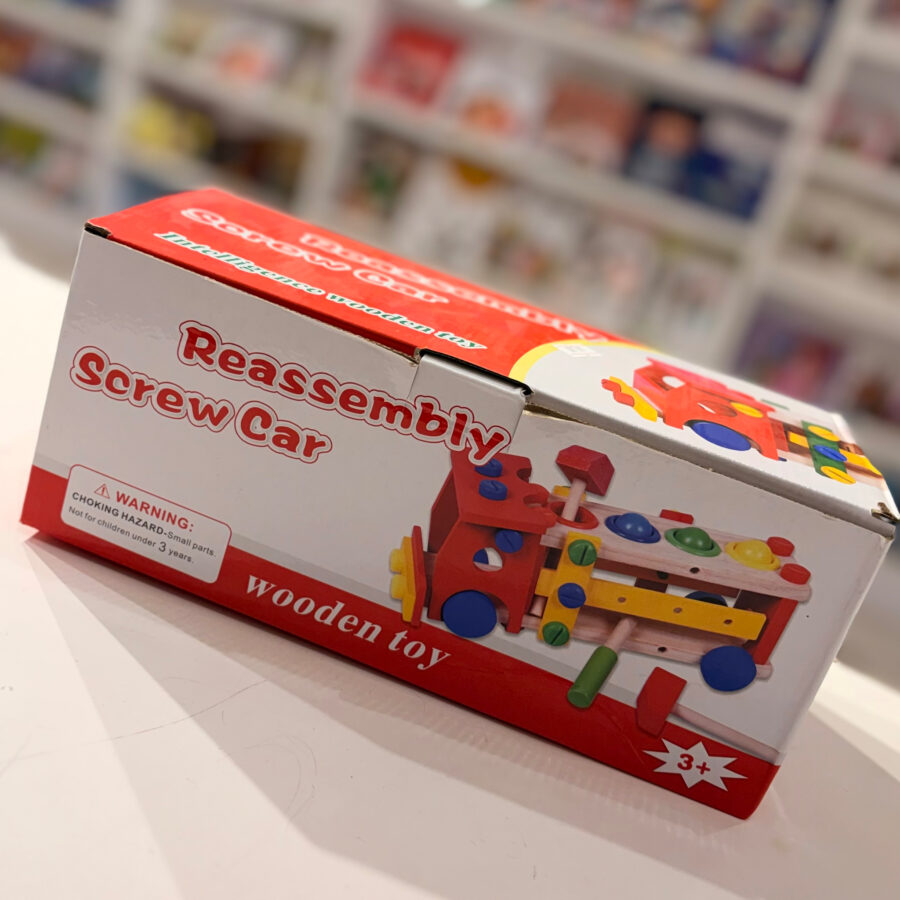 Reassembly
Screw Car
Intelligence wooden toy
Reassembly
Screw Car
WARNING:
CHOKING HAZARD-Small parts.
Not for children under 3 years.
wooden toy
3+